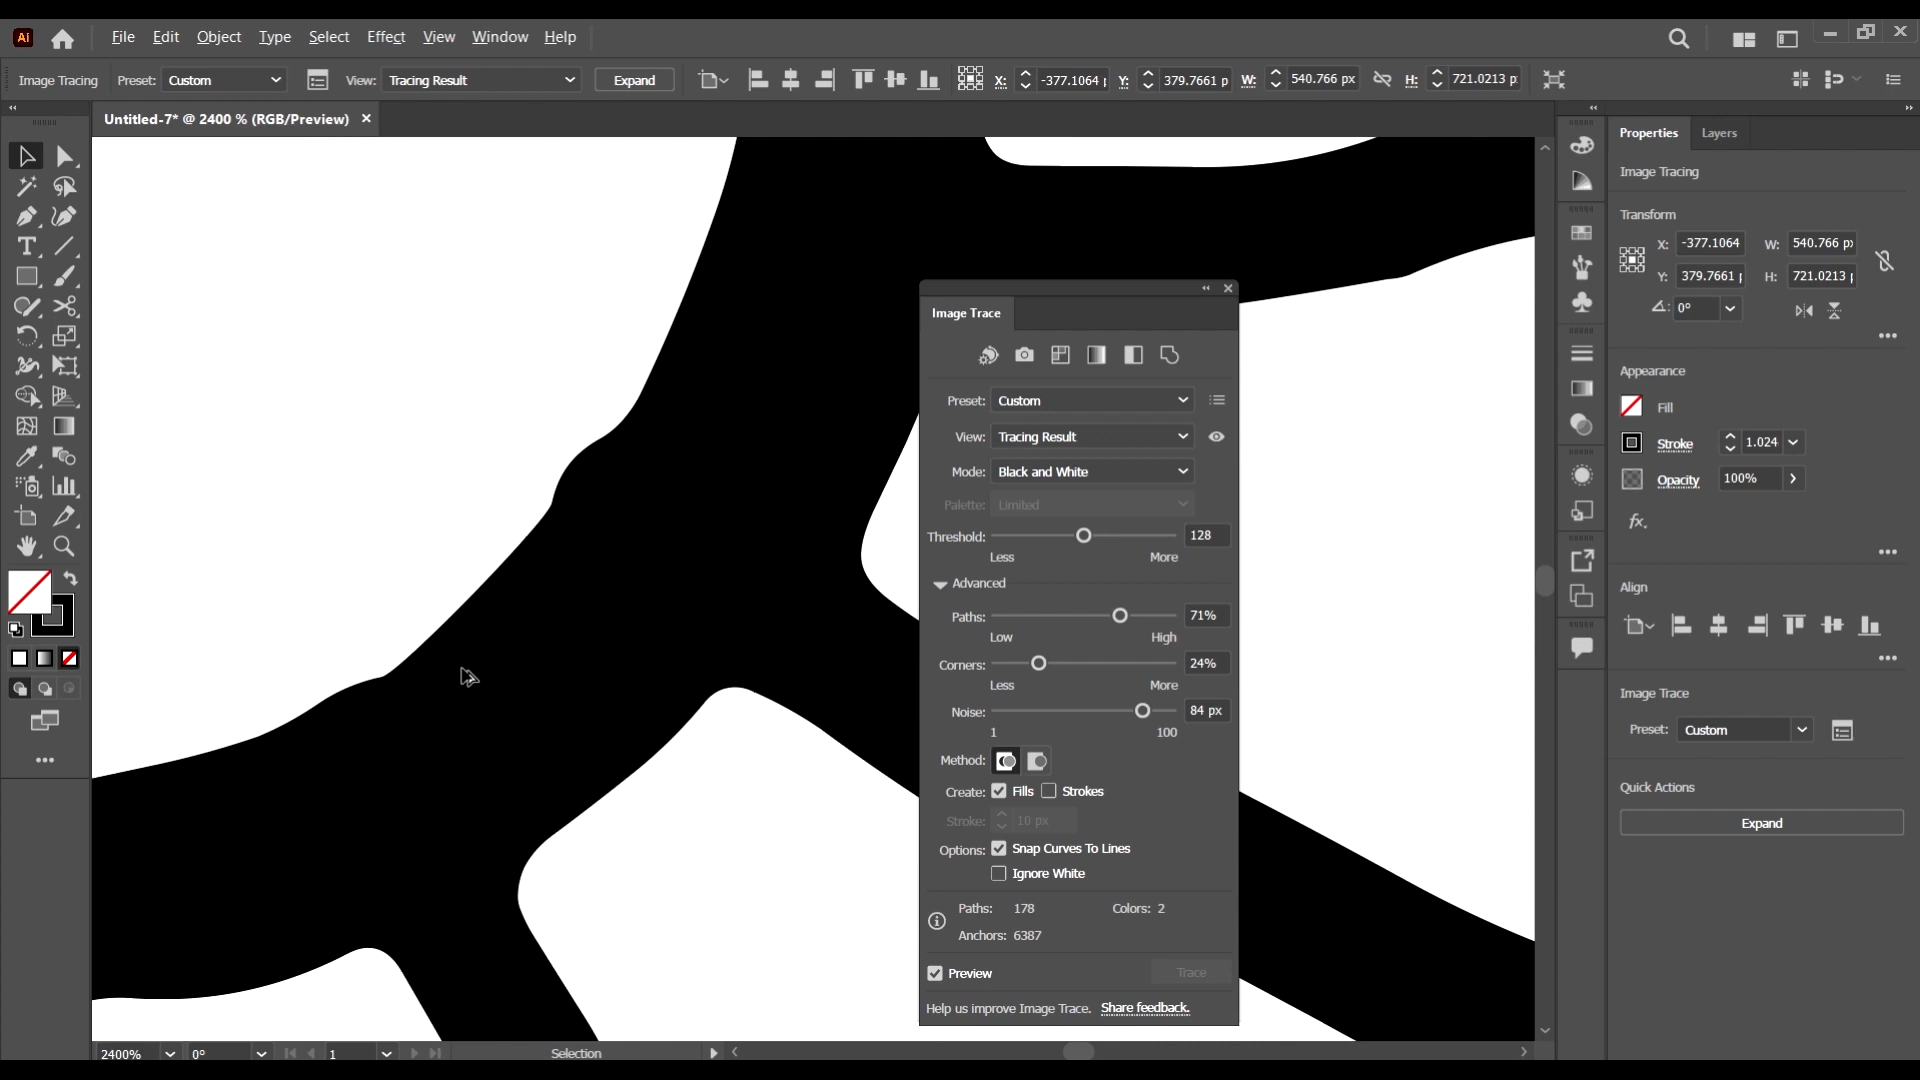 Ai File Edit Object Type Select Effect View Window Help
Image Tracing Preset: Custom View: Tracing Result Expand X: -377.1064 Y: 379.7661 p W: 540.766 px H: 721.0213 p
Untitled-7* @ 2400 % (RGB/Preview)
Image Trace
Preset: Custom
View: Tracing Result
Mode: Black and White
Palette: Limited
Threshold: 128
Less More
Advanced
Paths: 71%
Low High
Corners: 24%
Less More
Noise: 84 px
1 100
Method:
Create: Fills Strokes
Stroke: 10 px
Options: Snap Curves To Lines
Ignore White
Paths: 178 Colors: 2
Anchors: 6387
Preview Trace
Help us improve Image Trace. Share feedback.
Properties Layers
Image Tracing
Transform
X: -377.1064 W: 540.766 px
Y: 379.7661 H: 721.0213
0°
Appearance
Fill
Stroke 1.024
Opacity 100%
fx.
Align
Image Trace
Preset: Custom
Quick Actions
Expand
2400% 0° 1 Selection